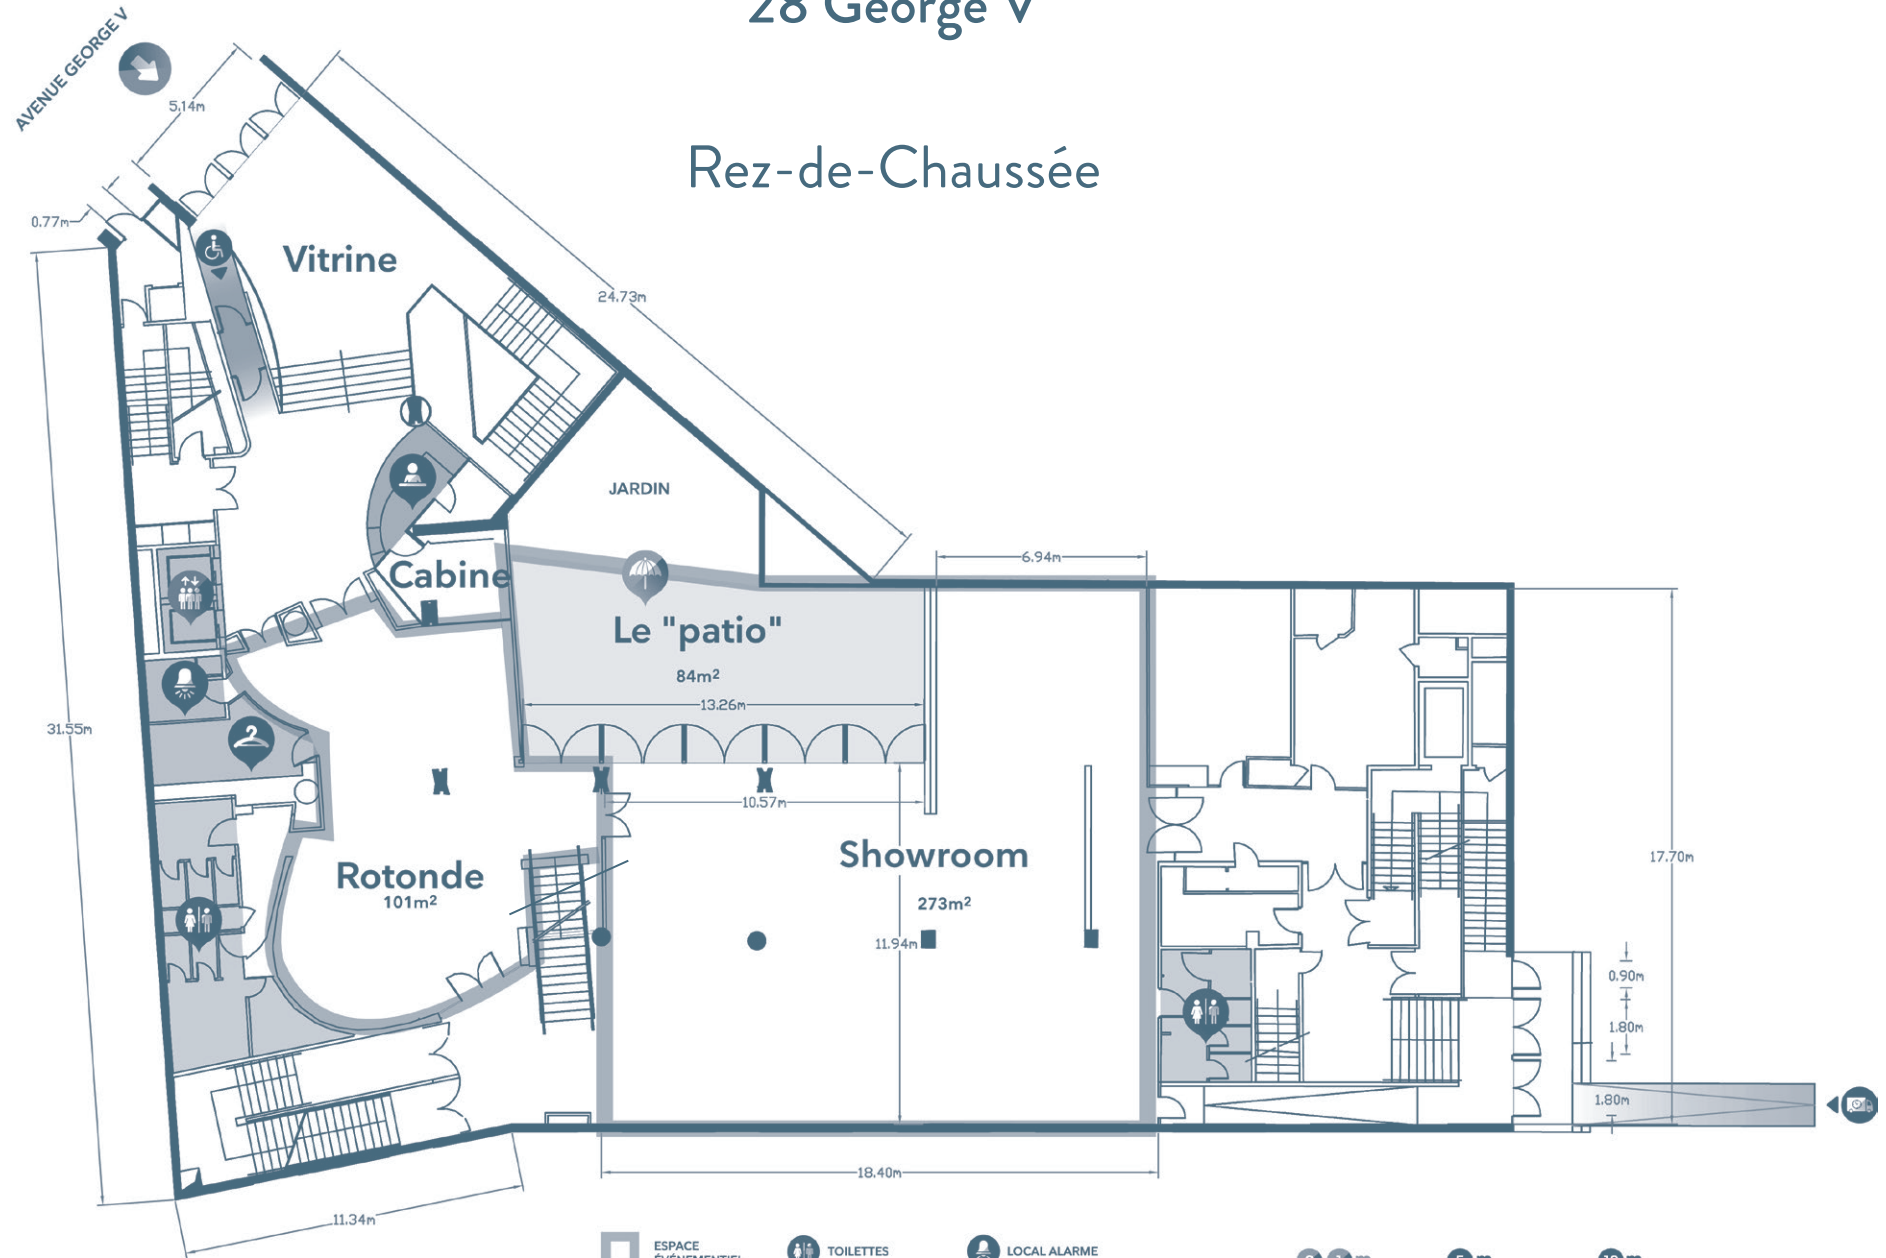 28 George V
Rez-de-Chaussée
AVENUE GEORGE V
5.14m
0.77m
Vitrine
24.73m
JARDIN
6.94m
Cabine
Le "patio"
84m²
13.26m
31.55m
10.57m
Showroom
273m²
11.94m
Rotonde
101m²
17.70m
0.90m
1.80m
1.80m
18.40m
11.34m
ESPACE
ÉVÉNEMENTIEL
TOILETTES
LOCAL ALARME